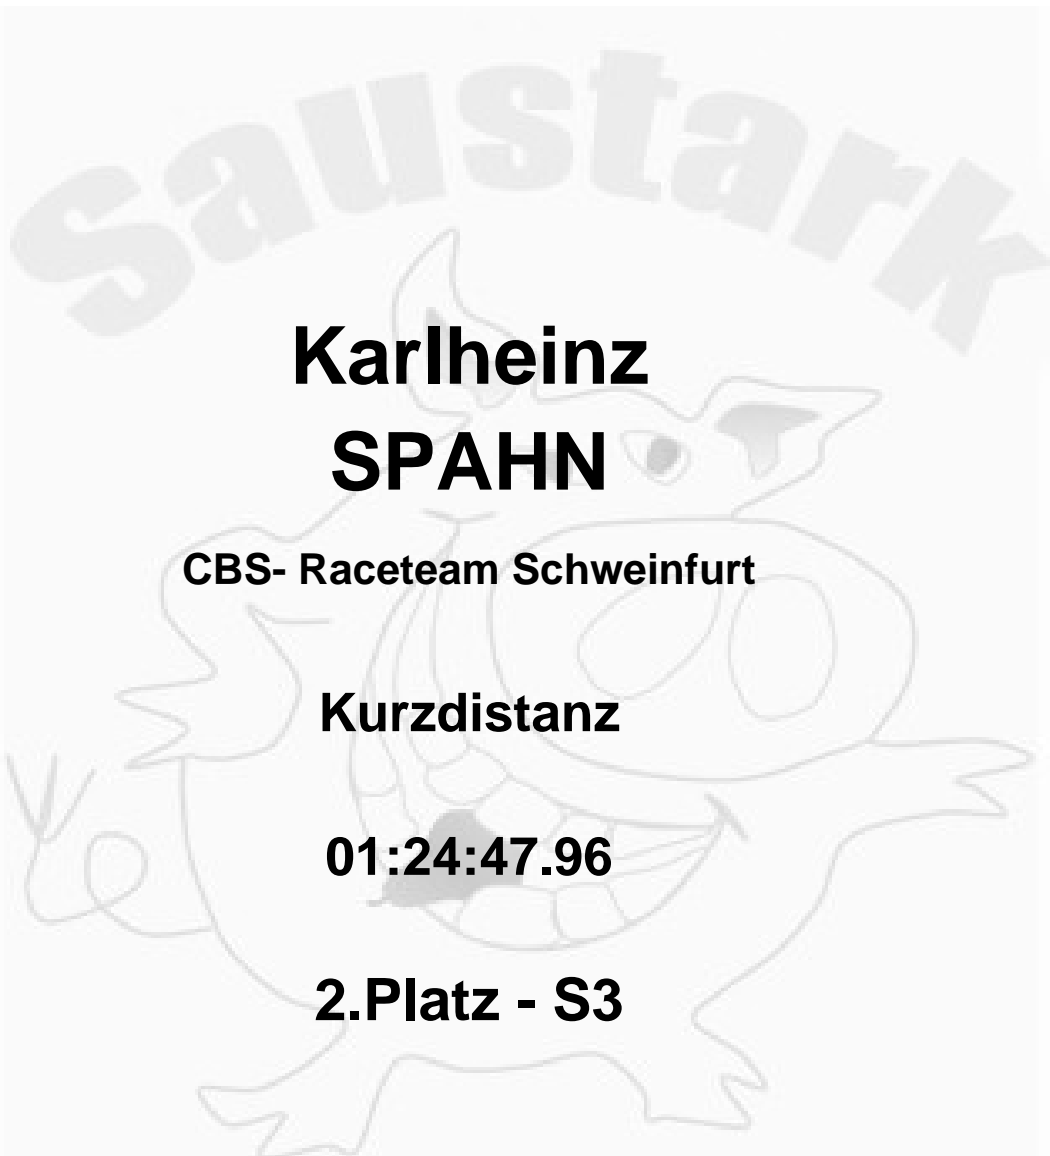 Saustark
Karlheinz
SPAHN
CBS- Raceteam Schweinfurt
Kurzdistanz
01:24:47.96
2.Platz - S3